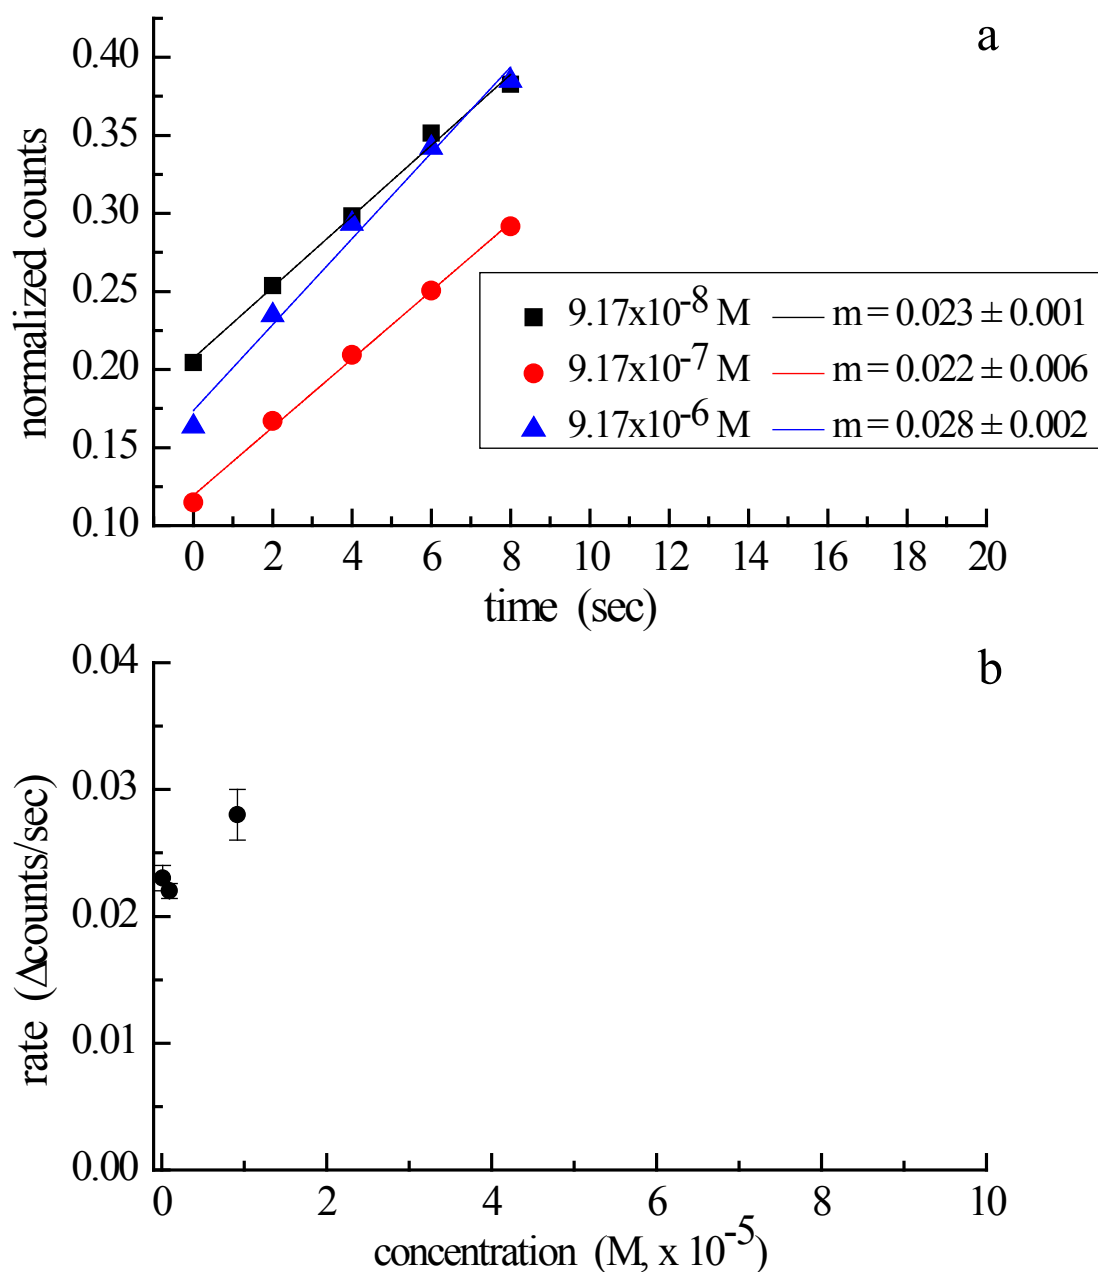 a
0.40
0.35
0.30
0.25
0.20
0.15
0.10
normalized counts
9.17x10⁻⁸ M m = 0.023 ± 0.001
9.17x10⁻⁷ M m = 0.022 ± 0.006
9.17x10⁻⁶ M m = 0.028 ± 0.002
0 2 4 6 8 10 12 14 16 18 20
time (sec)
b
0.04
0.03
0.02
0.01
0.00
rate (Δcounts/sec)
0 2 4 6 8 10
concentration (M, x 10⁻⁵)